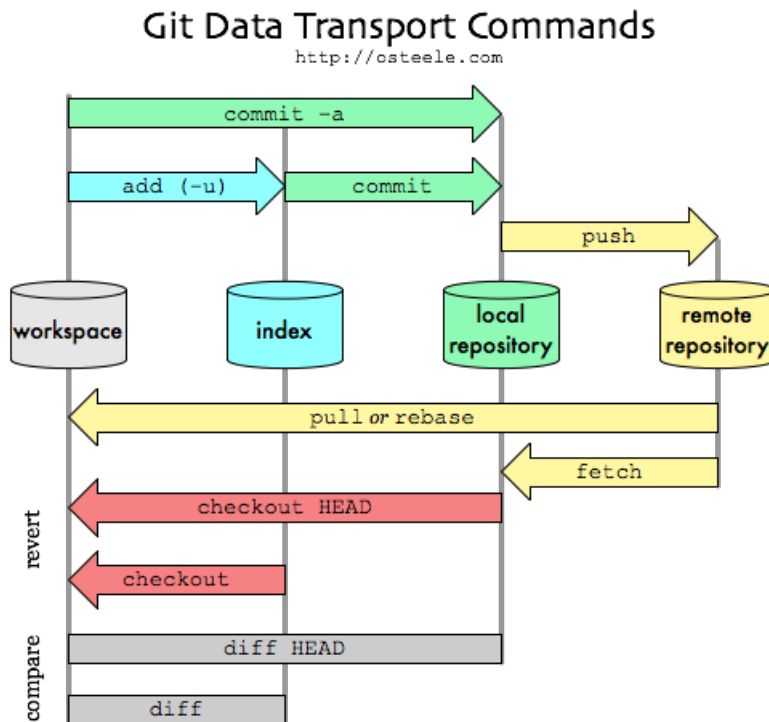 Git Data Transport Commands
http://osteele.com
commit -a
add (-u)
commit
push
workspace
index
local
repository
remote
repository
pull or rebase
fetch
revert
checkout HEAD
checkout
compare
diff HEAD
diff